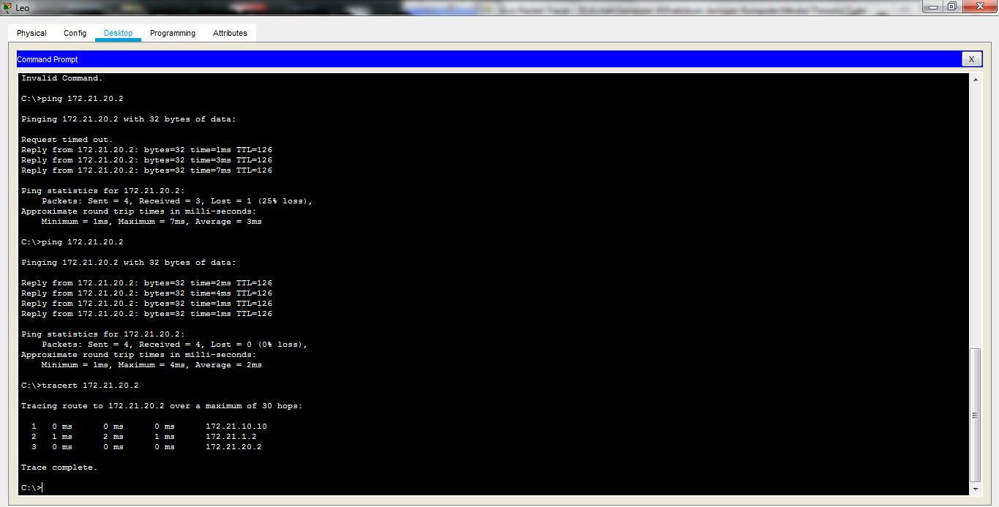 Leo
Physical Config Desktop Programming Attributes
Command Prompt
X
Invalid Command.
C:\>ping 172.21.20.2
Pinging 172.21.20.2 with 32 bytes of data:
Request timed out.
Reply from 172.21.20.2: bytes=32 time=1ms TTL=126
Reply from 172.21.20.2: bytes=32 time=3ms TTL=126
Reply from 172.21.20.2: bytes=32 time=7ms TTL=126
Ping statistics for 172.21.20.2:
Packets: Sent = 4, Received = 3, Lost = 1 (25% loss),
Approximate round trip times in milli-seconds:
Minimum = 1ms, Maximum = 7ms, Average = 3ms
C:\>ping 172.21.20.2
Pinging 172.21.20.2 with 32 bytes of data:
Reply from 172.21.20.2: bytes=32 time=2ms TTL=126
Reply from 172.21.20.2: bytes=32 time=4ms TTL=126
Reply from 172.21.20.2: bytes=32 time=1ms TTL=126
Reply from 172.21.20.2: bytes=32 time=1ms TTL=126
Ping statistics for 172.21.20.2:
Packets: Sent = 4, Received = 4, Lost = 0 (0% loss),
Approximate round trip times in milli-seconds:
Minimum = 1ms, Maximum = 4ms, Average = 2ms
C:\>tracert 172.21.20.2
Tracing route to 172.21.20.2 over a maximum of 30 hops:
1 0 ms 0 ms 0 ms 172.21.10.10
2 1 ms 2 ms 1 ms 172.21.1.2
3 0 ms 0 ms 0 ms 172.21.20.2
Trace complete.
C:\>